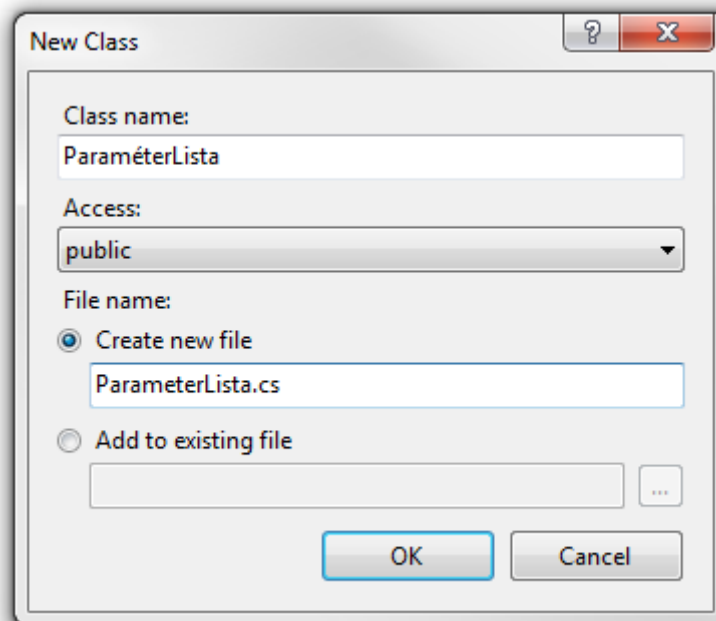 New Class
Class name:
ParaméterLista
Access:
public
File name:
Create new file
ParameterLista.cs
Add to existing file
...
OK
Cancel